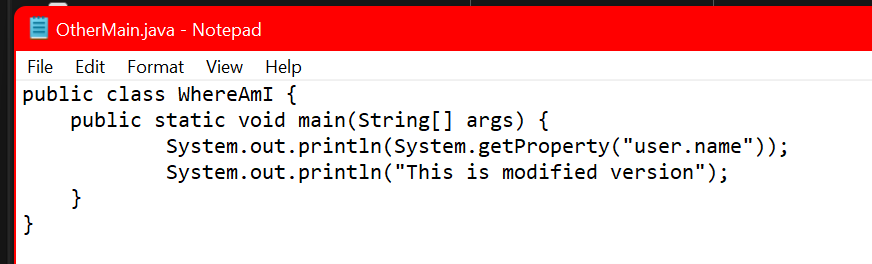 OtherMain.java - Notepad
File Edit Format View Help
public class WhereAmI {
    public static void main(String[] args) {
            System.out.println(System.getProperty("user.name"));
            System.out.println("This is modified version");
    }
}